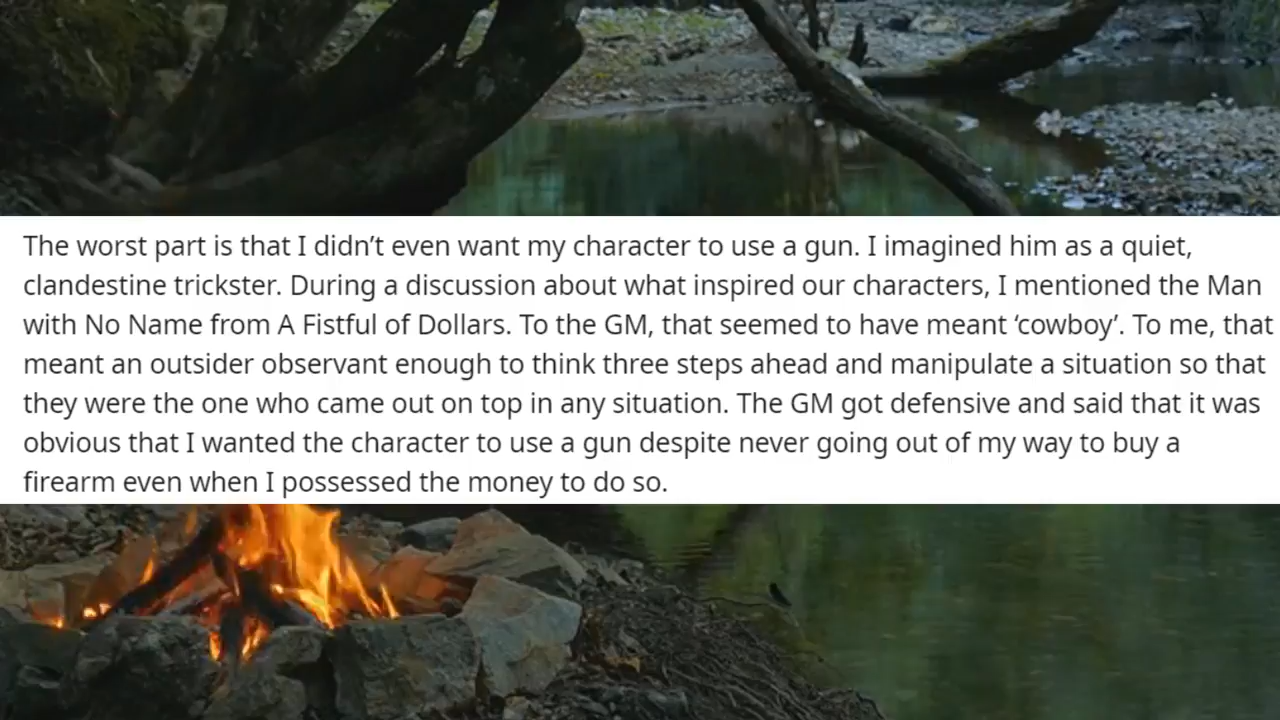 The worst part is that I didn’t even want my character to use a gun. I imagined him as a quiet,
clandestine trickster. During a discussion about what inspired our characters, I mentioned the Man
with No Name from A Fistful of Dollars. To the GM, that seemed to have meant ‘cowboy’. To me, that
meant an outsider observant enough to think three steps ahead and manipulate a situation so that
they were the one who came out on top in any situation. The GM got defensive and said that it was
obvious that I wanted the character to use a gun despite never going out of my way to buy a
firearm even when I possessed the money to do so.